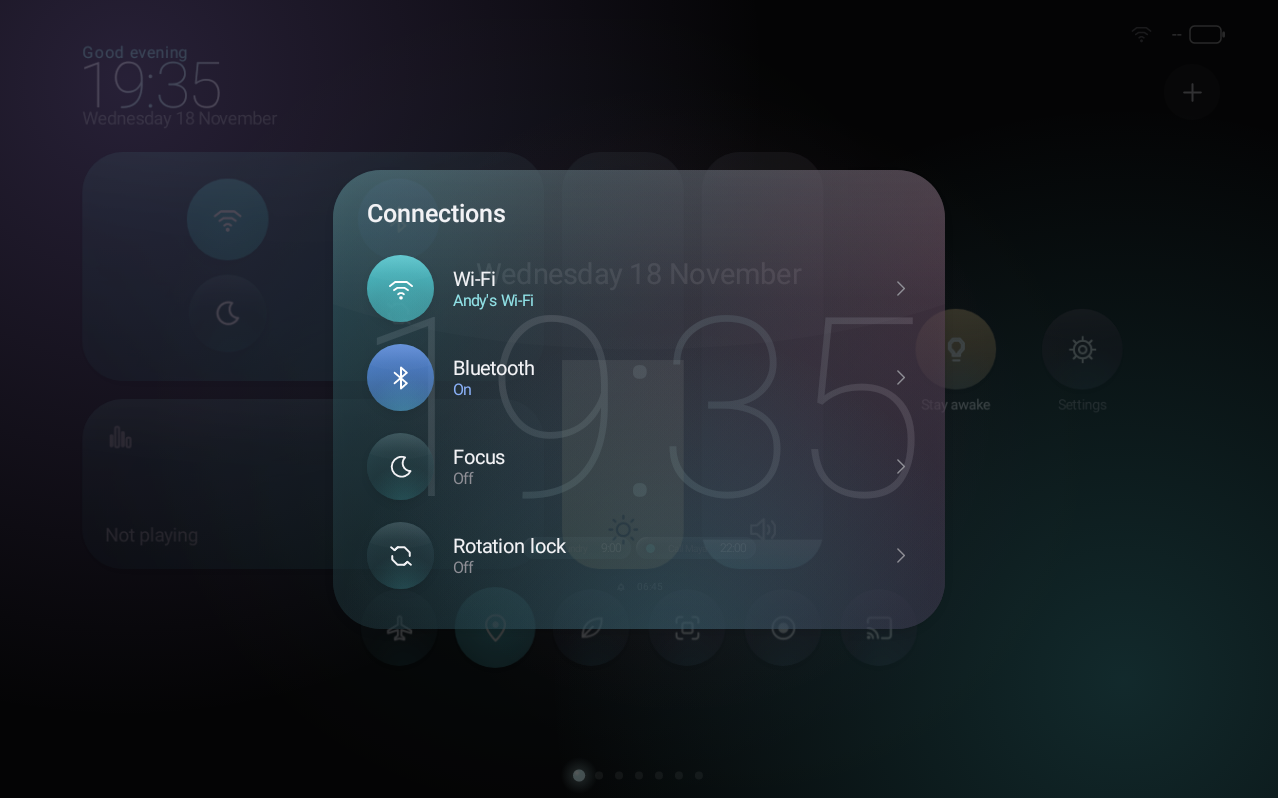 Good evening
19:35
Wednesday 18 November
--
Connections
Wednesday 18 November
Wi-Fi
Andy's Wi-Fi
19:35
Bluetooth
On
Stay awake
Settings
Focus
Off
Not playing
Rotation lock
9:00
22:00
Off